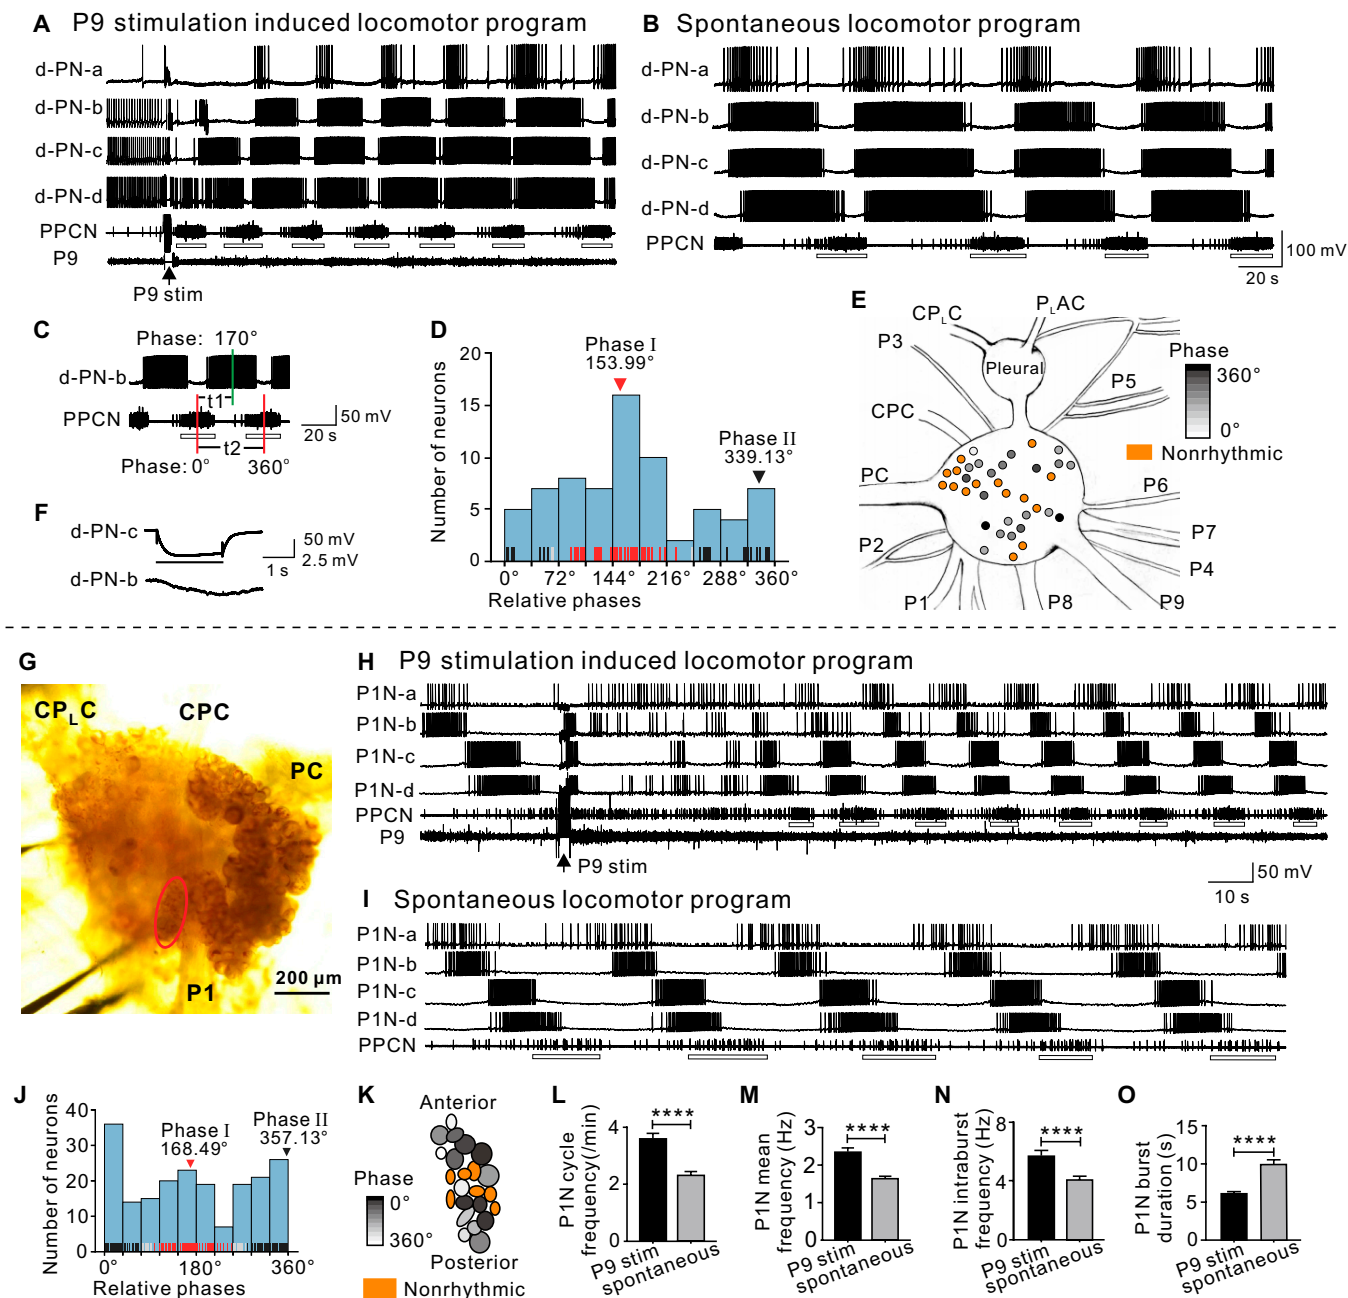 A P9 stimulation induced locomotor program
d-PN-a
d-PN-b
d-PN-c
d-PN-d
PPCN
P9
P9 stim
B Spontaneous locomotor program
d-PN-a
d-PN-b
d-PN-c
d-PN-d
PPCN
100 mV
20 s
C
Phase: 170°
d-PN-b
t1
PPCN
50 mV
20 s
t2
Phase: 0° 360°
D
Phase I
153.99°
Phase II
339.13°
Number of neurons
20
15
10
5
0
0° 72° 144° 216° 288° 360°
Relative phases
E
CPLC
PLAC
P3
Pleural
P5
CPC
PC
P6
P7
P2
P4
P1
P8
P9
Phase
360°
0°
Nonrhythmic
F
d-PN-c
50 mV
2.5 mV
1 s
d-PN-b
G
CPLC
CPC
PC
P1
200 µm
H P9 stimulation induced locomotor program
P1N-a
P1N-b
P1N-c
P1N-d
PPCN
P9
P9 stim
50 mV
10 s
I Spontaneous locomotor program
P1N-a
P1N-b
P1N-c
P1N-d
PPCN
J
Number of neurons
40
30
20
10
0
Phase I
168.49°
Phase II
357.13°
0° 180° 360°
Relative phases
K
Anterior
Phase
0°
360°
Posterior
Nonrhythmic
L
P1N cycle
frequency(/min)
4
2
0
****
P9 stim
spontaneous
M
P1N mean
frequency (Hz)
3
2
1
0
****
P9 stim
spontaneous
N
P1N intraburst
frequency (Hz)
8
4
0
****
P9 stim
spontaneous
O
P1N burst
duration (s)
15
10
5
0
****
P9 stim
spontaneous